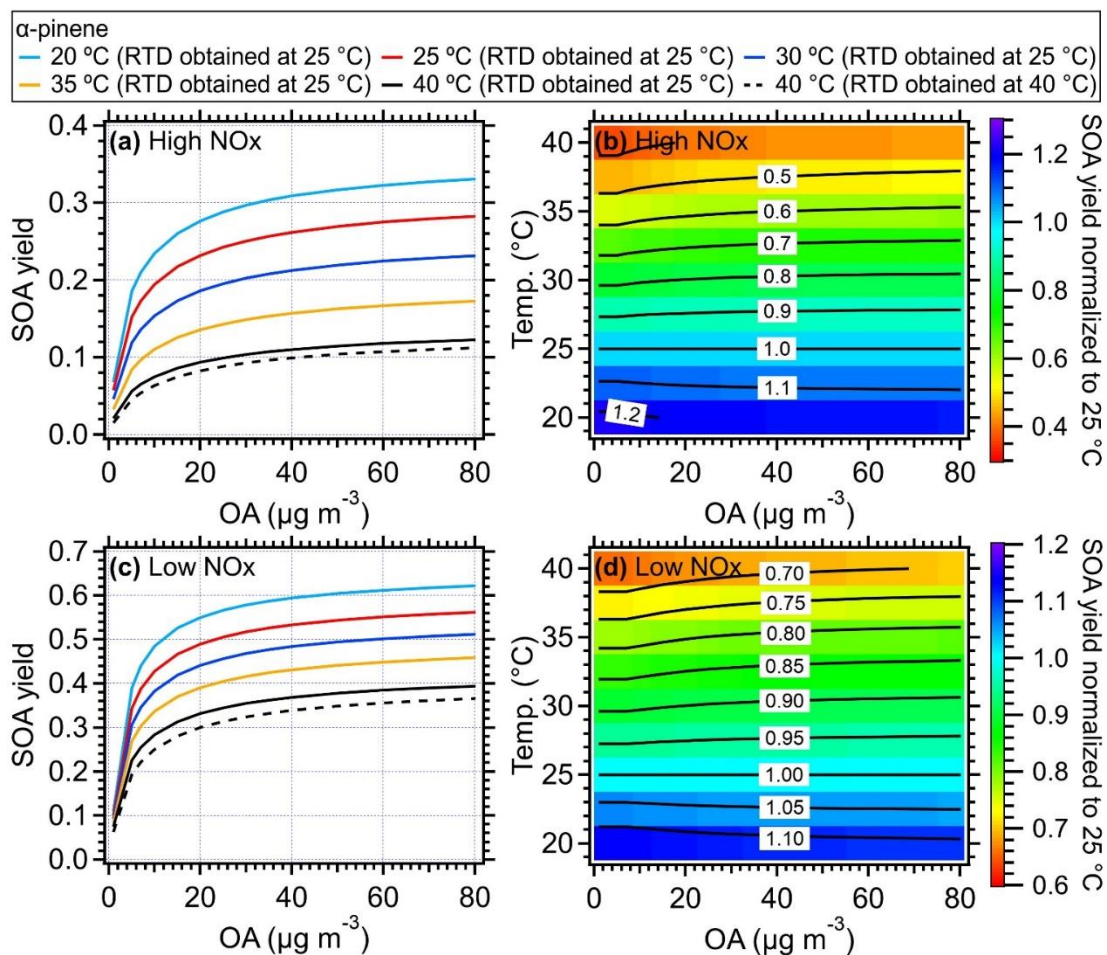 α-pinene
20 ºC (RTD obtained at 25 °C) 25 ºC (RTD obtained at 25 °C) 30 ºC (RTD obtained at 25 °C)
35 ºC (RTD obtained at 25 °C) 40 ºC (RTD obtained at 25 °C) 40 °C (RTD obtained at 40 °C)
(a) High NOx
SOA yield
0.4
0.3
0.2
0.1
0.0
0 20 40 60 80
OA (µg m⁻³)
(b) High NOx
Temp. (°C)
40
35
30
25
20
0.5
0.6
0.7
0.8
0.9
1.0
1.1
1.2
0 20 40 60 80
OA (µg m⁻³)
1.2
1.0
0.8
0.6
0.4
SOA yield normalized to 25 °C
(c) Low NOx
SOA yield
0.7
0.6
0.5
0.4
0.3
0.2
0.1
0.0
0 20 40 60 80
OA (µg m⁻³)
(d) Low NOx
Temp. (°C)
40
35
30
25
20
0.70
0.75
0.80
0.85
0.90
0.95
1.00
1.05
1.10
0 20 40 60 80
OA (µg m⁻³)
1.2
1.1
1.0
0.9
0.8
0.7
0.6
SOA yield normalized to 25 °C